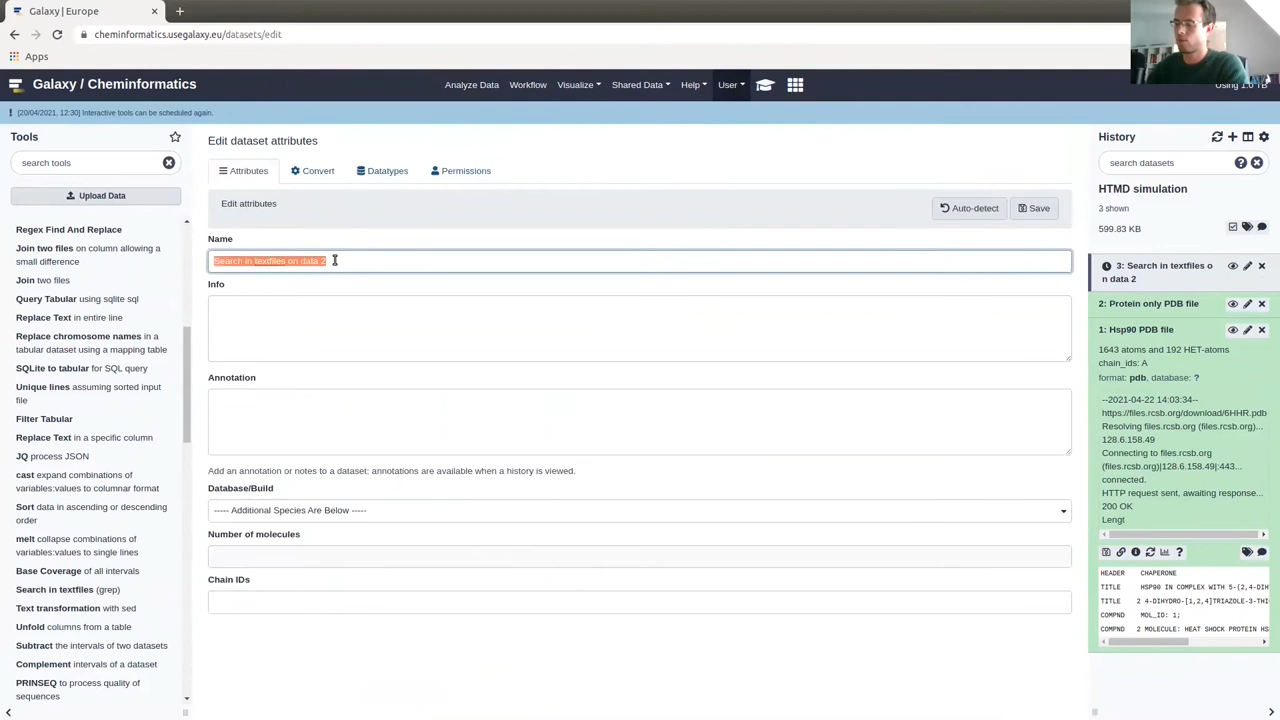 Galaxy | Europe
cheminformatics.usegalaxy.eu/datasets/edit
Apps
Galaxy / Cheminformatics
Analyze Data
Workflow
Visualize
Shared Data
Help
User
[20/04/2021, 12:30] Interactive tools can be scheduled again.
Tools
search tools
Upload Data
Regex Find And Replace
Join two files on column allowing a
small difference
Join two files
Query Tabular using sqlite sql
Replace Text in entire line
Replace chromosome names in a
tabular dataset using a mapping table
SQLite to tabular for SQL query
Unique lines assuming sorted input
file
Filter Tabular
Replace Text in a specific column
JQ process JSON
cast expand combinations of
variables:values to columnar format
Sort data in ascending or descending
order
melt collapse combinations of
variables:values to single lines
Base Coverage of all intervals
Search in textfiles (grep)
Text transformation with sed
Unfold columns from a table
Subtract the intervals of two datasets
Complement intervals of a dataset
PRINSEQ to process quality of
sequences
Edit dataset attributes
Attributes
Convert
Datatypes
Permissions
Edit attributes
Auto-detect
Save
Name
Search in textfiles on data 2
Info
Annotation
Add an annotation or notes to a dataset; annotations are available when a history is viewed.
Database/Build
----- Additional Species Are Below -----
Number of molecules
Chain IDs
History
search datasets
HTMD simulation
3 shown
599.83 KB
3: Search in textfiles o
n data 2
2: Protein only PDB file
1: Hsp90 PDB file
1643 atoms and 192 HET-atoms
chain_ids: A
format: pdb, database: ?
--2021-04-22 14:03:34--
https://files.rcsb.org/download/6HHR.pdb
Resolving files.rcsb.org (files.rcsb.org)...
128.6.158.49
Connecting to files.rcsb.org
(files.rcsb.org)|128.6.158.49|:443...
connected.
HTTP request sent, awaiting response...
200 OK
Lengt
HEADER CHAPERONE
TITLE HSP90 IN COMPLEX WITH 5-(2,4-DIH
TITLE 2 4-DIHYDRO-[1,2,4]TRIAZOLE-3-THI
COMPND MOL_ID: 1;
COMPND 2 MOLECULE: HEAT SHOCK PROTEIN HS